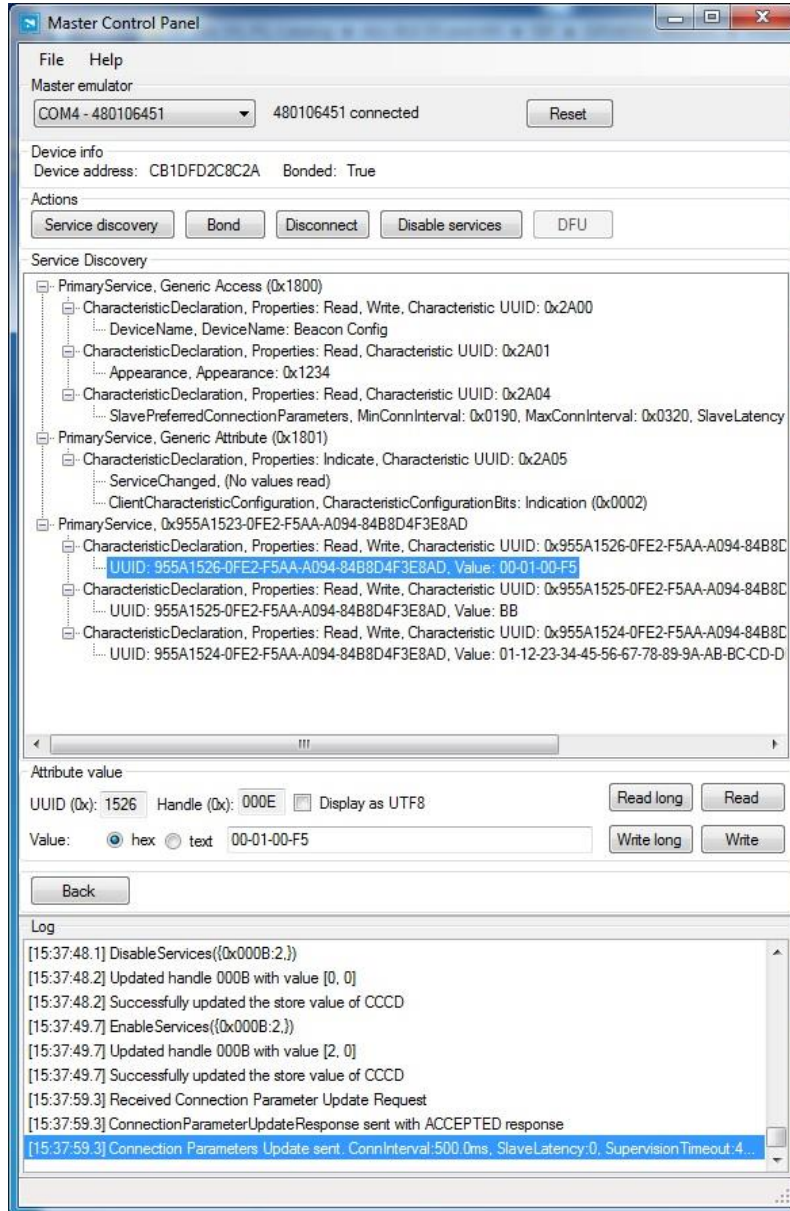 Master Control Panel
File Help
Master emulator
COM4 - 480106451 480106451 connected Reset
Device info
Device address: CB1DFD2C8C2A Bonded: True
Actions
Service discovery Bond Disconnect Disable services DFU
Service Discovery
PrimaryService, Generic Access (0x1800)
CharacteristicDeclaration, Properties: Read, Write, Characteristic UUID: 0x2A00
DeviceName, DeviceName: Beacon Config
CharacteristicDeclaration, Properties: Read, Characteristic UUID: 0x2A01
Appearance, Appearance: 0x1234
CharacteristicDeclaration, Properties: Read, Characteristic UUID: 0x2A04
SlavePreferredConnectionParameters, MinConnInterval: 0x0190, MaxConnInterval: 0x0320, SlaveLatency
PrimaryService, Generic Attribute (0x1801)
CharacteristicDeclaration, Properties: Indicate, Characteristic UUID: 0x2A05
ServiceChanged, (No values read)
ClientCharacteristicConfiguration, CharacteristicConfigurationBits: Indication (0x0002)
PrimaryService, 0x955A1523-0FE2-F5AA-A094-84B8D4F3E8AD
CharacteristicDeclaration, Properties: Read, Write, Characteristic UUID: 0x955A1526-0FE2-F5AA-A094-84B8D
UUID: 955A1526-0FE2-F5AA-A094-84B8D4F3E8AD, Value: 00-01-00-F5
CharacteristicDeclaration, Properties: Read, Write, Characteristic UUID: 0x955A1525-0FE2-F5AA-A094-84B8D
UUID: 955A1525-0FE2-F5AA-A094-84B8D4F3E8AD, Value: BB
CharacteristicDeclaration, Properties: Read, Write, Characteristic UUID: 0x955A1524-0FE2-F5AA-A094-84B8D
UUID: 955A1524-0FE2-F5AA-A094-84B8D4F3E8AD, Value: 01-12-23-34-45-56-67-78-89-9A-AB-BC-CD-D
Attribute value
UUID (0x): 1526 Handle (0x): 000E Display as UTF8 Read long Read
Value: hex text 00-01-00-F5 Write long Write
Back
Log
[15:37:48.1] DisableServices({0x000B:2,})
[15:37:48.2] Updated handle 000B with value [0, 0]
[15:37:48.2] Successfully updated the store value of CCCD
[15:37:49.7] EnableServices({0x000B:2,})
[15:37:49.7] Updated handle 000B with value [2, 0]
[15:37:49.7] Successfully updated the store value of CCCD
[15:37:59.3] Received Connection Parameter Update Request
[15:37:59.3] ConnectionParameterUpdateResponse sent with ACCEPTED response
[15:37:59.3] Connection Parameters Update sent. ConnInterval:500.0ms, SlaveLatency:0, SupervisionTimeout:4...